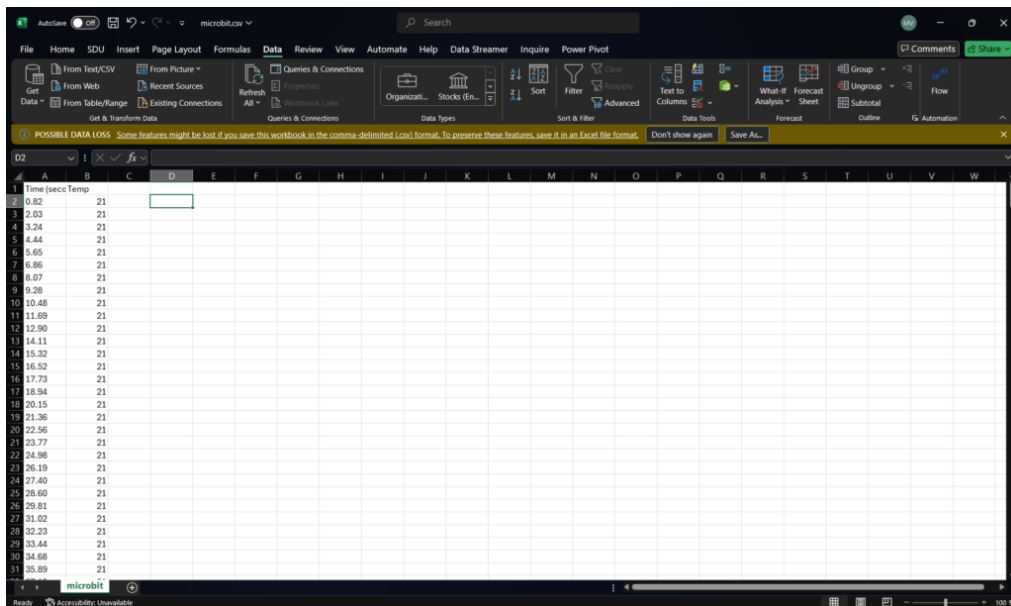 AutoSave Off microbit.csv Search MV
File Home SDU Insert Page Layout Formulas Data Review View Automate Help Data Streamer Inquire Power Pivot Comments Share
Get Data
From Text/CSV
From Web
From Table/Range
From Picture
Recent Sources
Existing Connections
Get & Transform Data
Refresh All
Queries & Connections
Properties
Workbook Links
Queries & Connections
Organizati... Stocks (En...
Data Types
Sort
Filter
Clear
Reapply
Advanced
Sort & Filter
Text to Columns
Data Tools
What-If Analysis
Forecast Sheet
Forecast
Group
Ungroup
Subtotal
Outline
Flow
Automation
POSSIBLE DATA LOSS Some features might be lost if you save this workbook in the comma-delimited (.csv) format. To preserve these features, save it in an Excel file format. Don't show again Save As...
D2 fx
A B C D E F G H I J K L M N O P Q R S T U V W
1 Time (secc Temp
2 0.82 21
3 2.03 21
4 3.24 21
5 4.44 21
6 5.65 21
7 6.86 21
8 8.07 21
9 9.28 21
10 10.48 21
11 11.69 21
12 12.90 21
13 14.11 21
14 15.32 21
15 16.52 21
16 17.73 21
17 18.94 21
18 20.15 21
19 21.36 21
20 22.56 21
21 23.77 21
22 24.98 21
23 26.19 21
24 27.40 21
25 28.60 21
26 29.81 21
27 31.02 21
28 32.23 21
29 33.44 21
30 34.68 21
31 35.89 21
microbit
Ready Accessibility: Unavailable 100